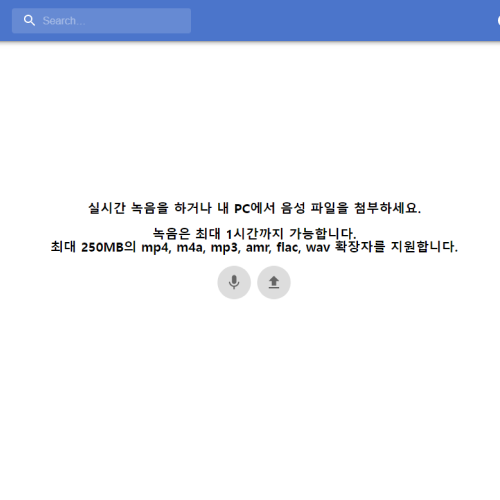 Search...
실시간 녹음을 하거나 내 PC에서 음성 파일을 첨부하세요.
녹음은 최대 1시간까지 가능합니다.
최대 250MB의 mp4, m4a, mp3, amr, flac, wav 확장자를 지원합니다.